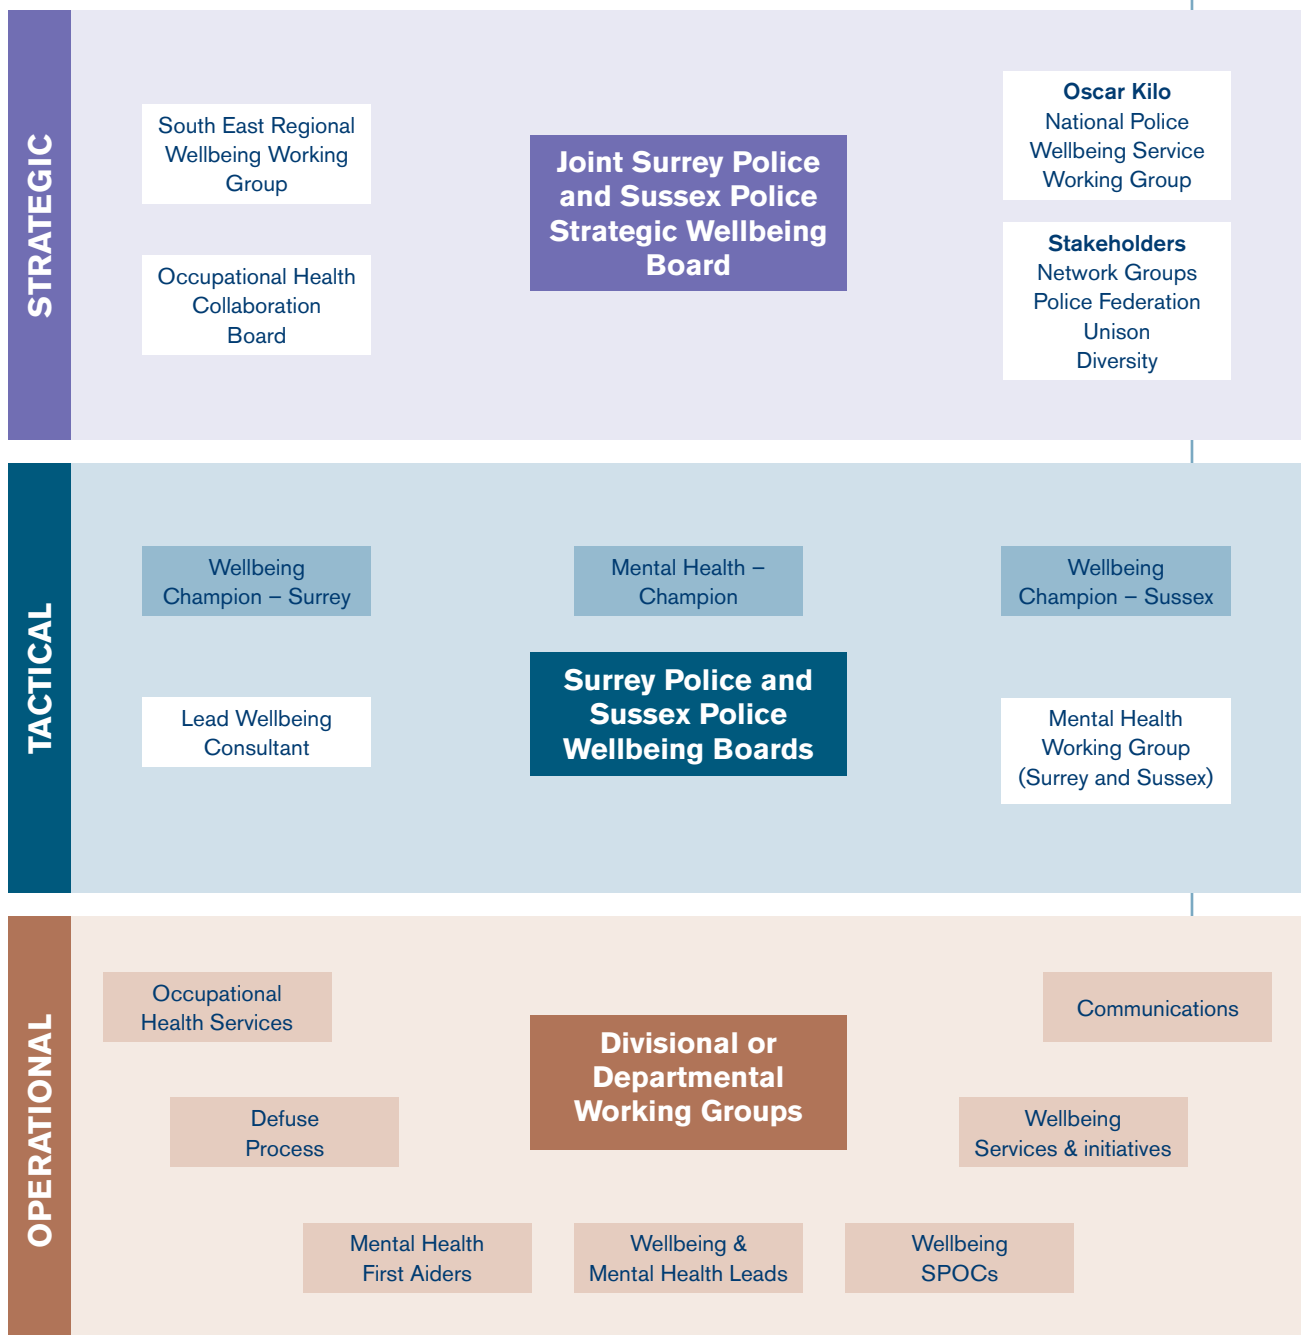 STRATEGIC
South East Regional
Wellbeing Working
Group
Occupational Health
Collaboration
Board
Joint Surrey Police
and Sussex Police
Strategic Wellbeing
Board
Oscar Kilo
National Police
Wellbeing Service
Working Group
Stakeholders
Network Groups
Police Federation
Unison
Diversity
TACTICAL
Wellbeing
Champion – Surrey
Mental Health –
Champion
Wellbeing
Champion – Sussex
Lead Wellbeing
Consultant
Surrey Police and
Sussex Police
Wellbeing Boards
Mental Health
Working Group
(Surrey and Sussex)
OPERATIONAL
Occupational
Health Services
Divisional or
Departmental
Working Groups
Communications
Defuse
Process
Wellbeing
Services & initiatives
Mental Health
First Aiders
Wellbeing &
Mental Health Leads
Wellbeing
SPOCs